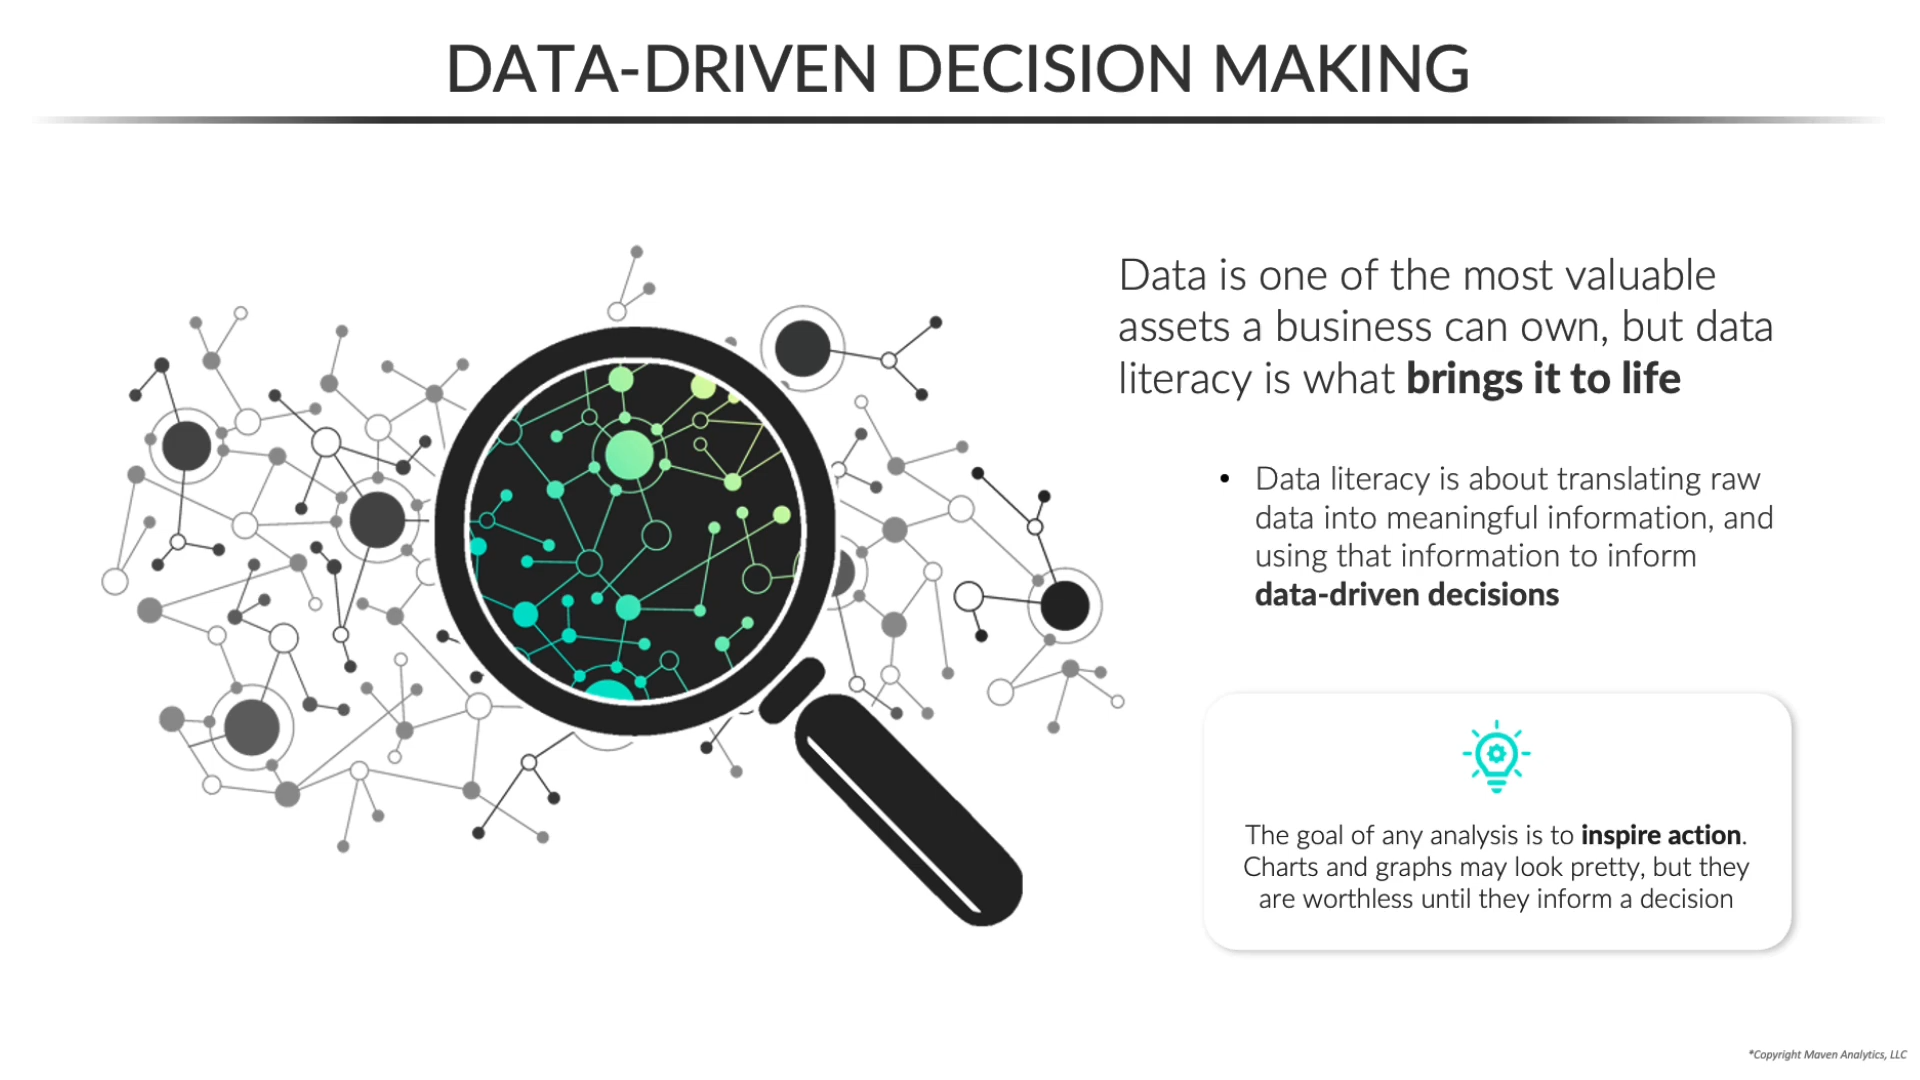 DATA-DRIVEN DECISION MAKING
Data is one of the most valuable
assets a business can own, but data
literacy is what brings it to life
• Data literacy is about translating raw
data into meaningful information, and
using that information to inform
data-driven decisions
The goal of any analysis is to inspire action.
Charts and graphs may look pretty, but they
are worthless until they inform a decision
*Copyright Maven Analytics, LLC